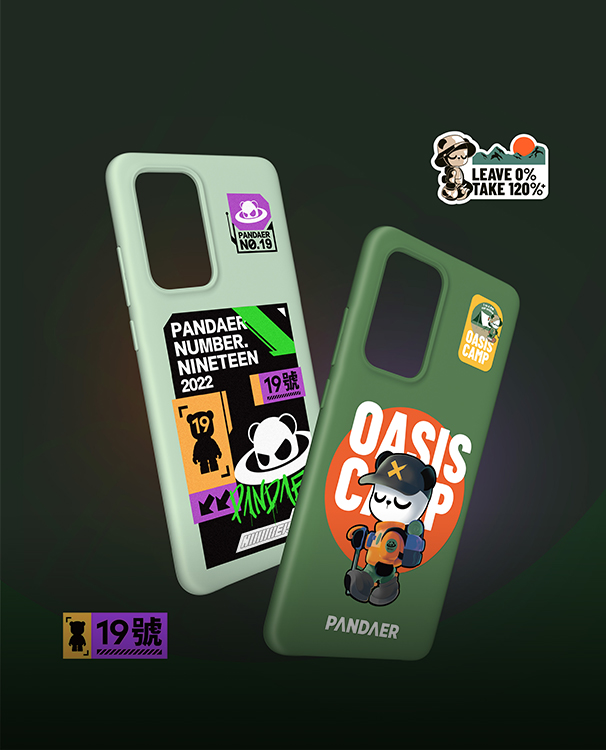 LEAVE 0%
TAKE 120%+
PANDAER
NO.19
PANDAER
NUMBER.
NINETEEN
2022
19號
19
PANDAE
OASIS
CAMP
OASIS
CAMP
PANDAER
19號